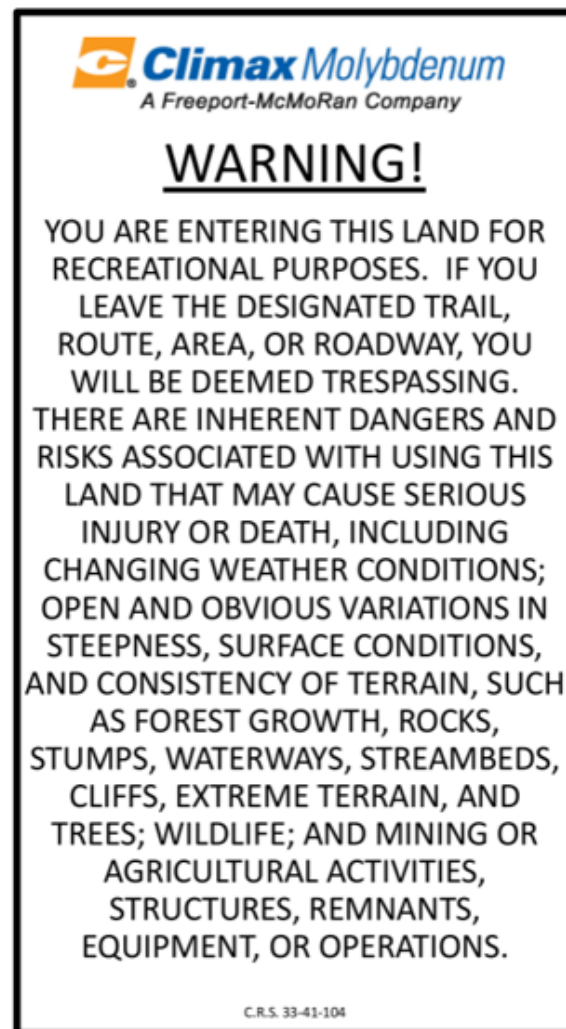 Climax Molybdenum
A Freeport-McMoRan Company
WARNING!
YOU ARE ENTERING THIS LAND FOR
RECREATIONAL PURPOSES.  IF YOU
LEAVE THE DESIGNATED TRAIL,
ROUTE, AREA, OR ROADWAY, YOU
WILL BE DEEMED TRESPASSING.
THERE ARE INHERENT DANGERS AND
RISKS ASSOCIATED WITH USING THIS
LAND THAT MAY CAUSE SERIOUS
INJURY OR DEATH, INCLUDING
CHANGING WEATHER CONDITIONS;
OPEN AND OBVIOUS VARIATIONS IN
STEEPNESS, SURFACE CONDITIONS,
AND CONSISTENCY OF TERRAIN, SUCH
AS FOREST GROWTH, ROCKS,
STUMPS, WATERWAYS, STREAMBEDS,
CLIFFS, EXTREME TERRAIN, AND
TREES; WILDLIFE; AND MINING OR
AGRICULTURAL ACTIVITIES,
STRUCTURES, REMNANTS,
EQUIPMENT, OR OPERATIONS.
C.R.S. 33-41-104